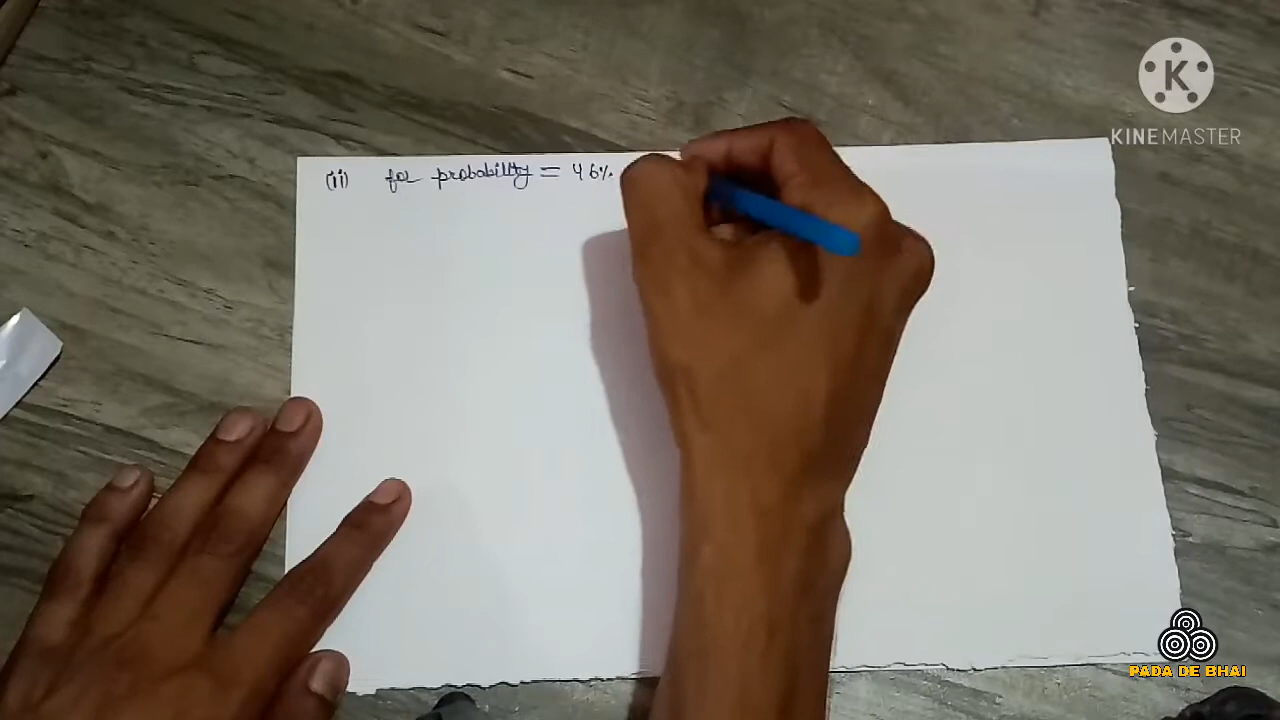 KINEMASTER
(ii) for probability = 46%
PADA DE BHAI